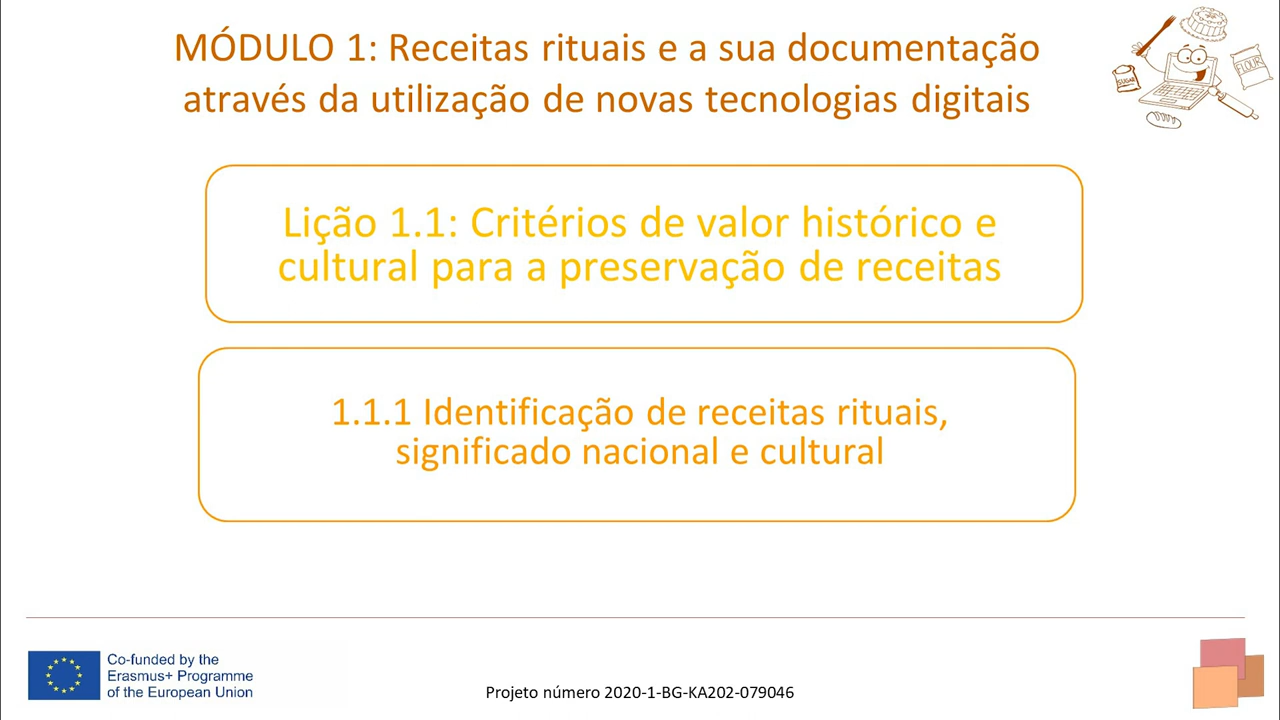 MÓDULO 1: Receitas rituais e a sua documentação
através da utilização de novas tecnologias digitais
SUGAR
FLOUR
Lição 1.1: Critérios de valor histórico e
cultural para a preservação de receitas
1.1.1 Identificação de receitas rituais,
significado nacional e cultural
Co-funded by the
Erasmus+ Programme
of the European Union
Projeto número 2020-1-BG-KA202-079046